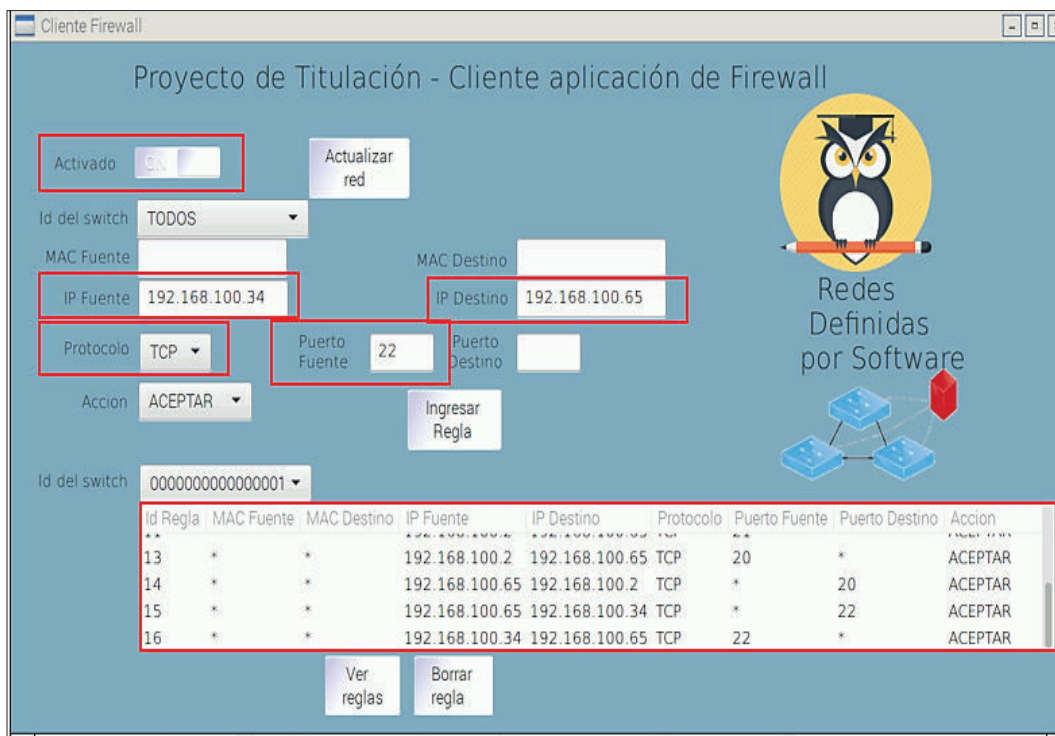 Cliente Firewall
Proyecto de Titulación - Cliente aplicación de Firewall
Activado ON
Actualizar
red
Id del switch TODOS
MAC Fuente
MAC Destino
IP Fuente 192.168.100.34
IP Destino 192.168.100.65
Protocolo TCP
Puerto
Fuente
22
Puerto
Destino
Accion ACEPTAR
Ingresar
Regla
Redes
Definidas
por Software
Id del switch 0000000000000001
Id Regla MAC Fuente MAC Destino IP Fuente IP Destino Protocolo Puerto Fuente Puerto Destino Accion
13 * * 192.168.100.2 192.168.100.65 TCP 20 * ACEPTAR
14 * * 192.168.100.65 192.168.100.2 TCP * 20 ACEPTAR
15 * * 192.168.100.65 192.168.100.34 TCP * 22 ACEPTAR
16 * * 192.168.100.34 192.168.100.65 TCP 22 * ACEPTAR
Ver
reglas
Borrar
regla